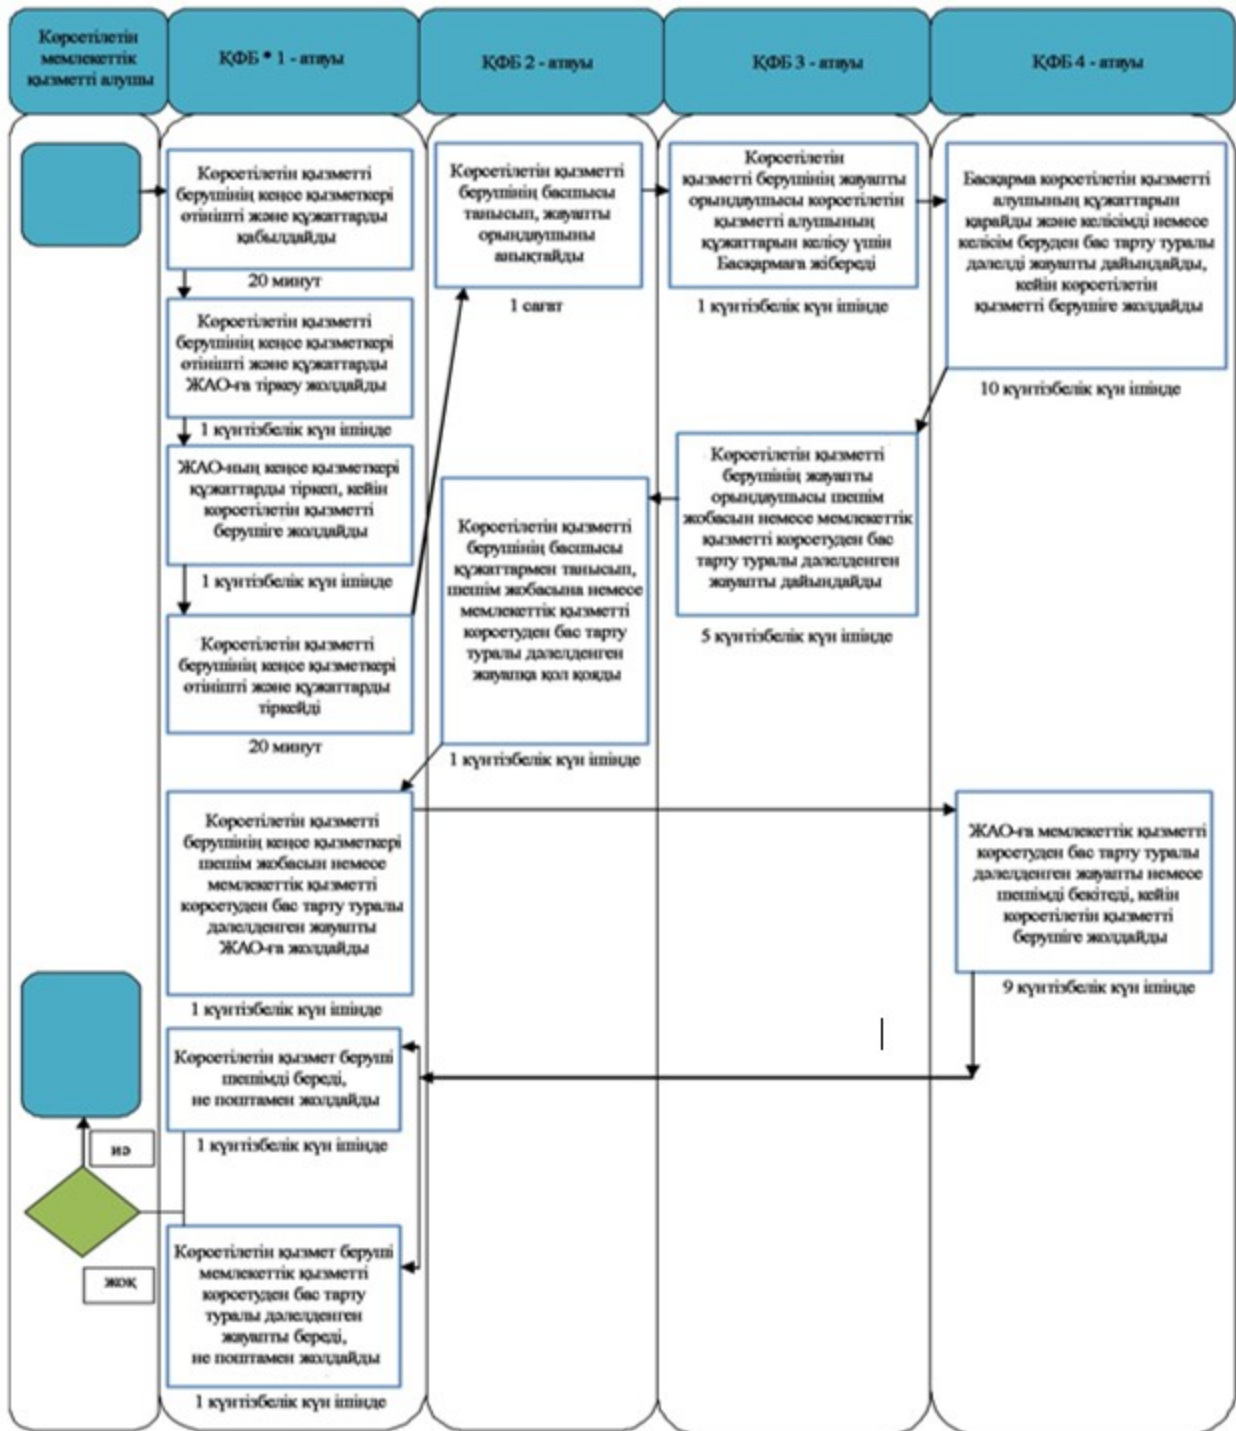 Көрсетілетін
мемлекеттік
қызметті алушы
ҚФБ * 1 - атауы
ҚФБ 2 - атауы
ҚФБ 3 - атауы
ҚФБ 4 - атауы
Көрсетілетін қызметті
берушінің кеңсе қызметкері
өтінішті және құжаттарды
қабылдайды
20 минут
Көрсетілетін қызметті
берушінің кеңсе қызметкері
өтінішті және құжаттарды
ЖАО-ға тіркеу жолдайды
1 күнтізбелік күн ішінде
ЖАО-ның кеңсе қызметкері
құжаттарды тіркеп, кейін
көрсетілетін қызметті
берушіге жолдайды
1 күнтізбелік күн ішінде
Көрсетілетін қызметті
берушінің кеңсе қызметкері
өтінішті және құжаттарды
тіркейді
20 минут
Көрсетілетін қызметті
берушінің басшысы
танысып, жауапты
орындаушыны
анықтайды
1 сағат
Көрсетілетін
қызметті берушінің жауапты
орындаушысы көрсетілетін
қызметті алушының
құжаттарын келісу үшін
Басқармаға жібереді
1 күнтізбелік күн ішінде
Басқарма көрсетілетін қызметті
алушының құжаттарын
қарайды және келісімді немесе
келісім беруден бас тарту туралы
дәлелді жауапты дайындайды,
кейін көрсетілетін
қызметті берушіге жолдайды
10 күнтізбелік күн ішінде
Көрсетілетін қызметті
берушінің жауапты
орындаушысы шешім
жобасын немесе мемлекеттік
қызметті көрсетуден бас
тарту туралы дәлелденген
жауапты дайындайды
5 күнтізбелік күн ішінде
Көрсетілетін қызметті
берушінің басшысы
құжаттармен танысып,
шешім жобасына немесе
мемлекеттік қызметті
көрсетуден бас тарту
туралы дәлелденген
жауапқа қол қояды
1 күнтізбелік күн ішінде
Көрсетілетін қызметті
берушінің кеңсе қызметкері
шешім жобасын немесе
мемлекеттік қызметті
көрсетуден бас тарту туралы
дәлелденген жауапты
ЖАО-ға жолдайды
1 күнтізбелік күн ішінде
ЖАО-ға мемлекеттік қызметті
көрсетуден бас тарту туралы
дәлелденген жауапты немесе
шешімді бекітеді, кейін
көрсетілетін қызметті
берушіге жолдайды
9 күнтізбелік күн ішінде
Көрсетілетін қызмет беруші
шешімді береді,
не поштамен жолдайды
1 күнтізбелік күн ішінде
иә
жоқ
Көрсетілетін қызмет беруші
мемлекеттік қызметті
көрсетуден бас тарту
туралы дәлелденген
жауапты береді,
не поштамен жолдайды
1 күнтізбелік күн ішінде